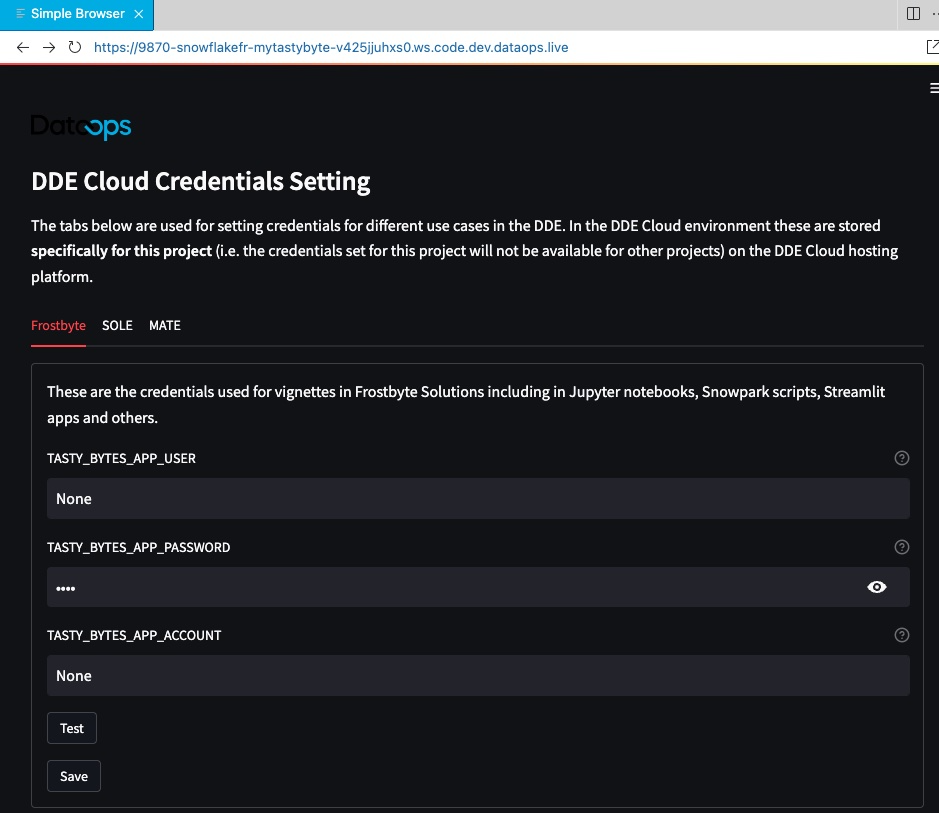 Simple Browser
https://9870-snowflakefr-mytastybyte-v425jjuhxs0.ws.code.dev.dataops.live
Dataops
DDE Cloud Credentials Setting
The tabs below are used for setting credentials for different use cases in the DDE. In the DDE Cloud environment these are stored
specifically for this project (i.e. the credentials set for this project will not be available for other projects) on the DDE Cloud hosting
platform.
Frostbyte SOLE MATE
These are the credentials used for vignettes in Frostbyte Solutions including in Jupyter notebooks, Snowpark scripts, Streamlit
apps and others.
TASTY_BYTES_APP_USER
None
TASTY_BYTES_APP_PASSWORD
••••
TASTY_BYTES_APP_ACCOUNT
None
Test
Save